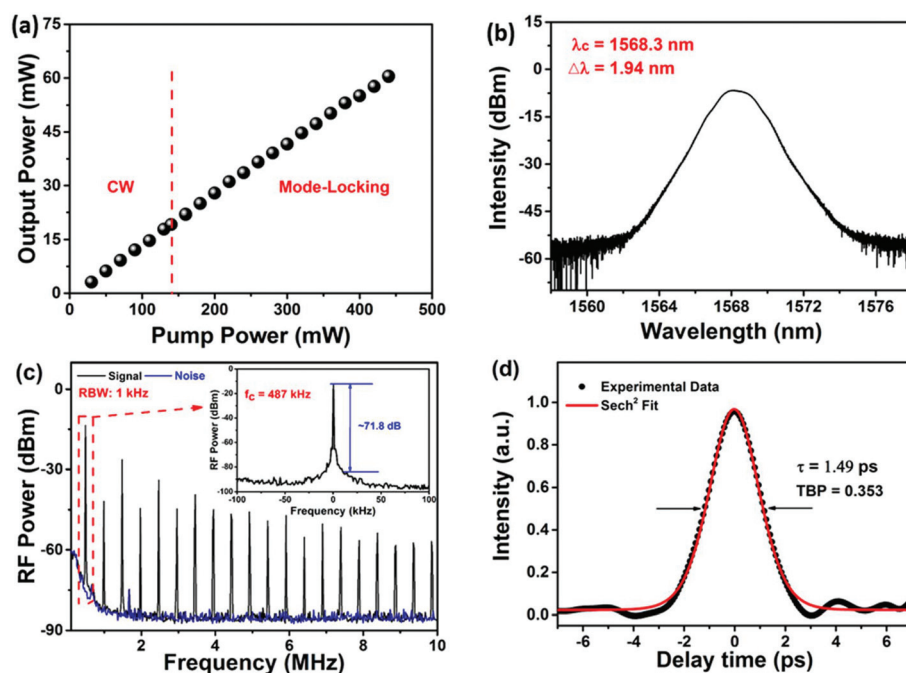 (a)
75
60
45
30
15
0
Output Power (mW)
CW
Mode-Locking
0
100
200
300
400
500
Pump Power (mW)
(b)
15
0
-15
-30
-45
-60
Intensity (dBm)
λc = 1568.3 nm
△λ = 1.94 nm
1560
1564
1568
1572
1576
Wavelength (nm)
(c)
Signal
Noise
RBW: 1 kHz
0
-30
-60
-90
RF Power (dBm)
0
-20
-40
-60
-80
-100
RF Power (dBm)
fc = 487 kHz
~71.8 dB
-100
-50
0
50
100
Frequency (kHz)
2
4
6
8
10
Frequency (MHz)
(d)
Experimental Data
Sech² Fit
1.0
0.8
0.6
0.4
0.2
0.0
Intensity (a.u.)
τ = 1.49 ps
TBP = 0.353
-6
-4
-2
0
2
4
6
Delay time (ps)